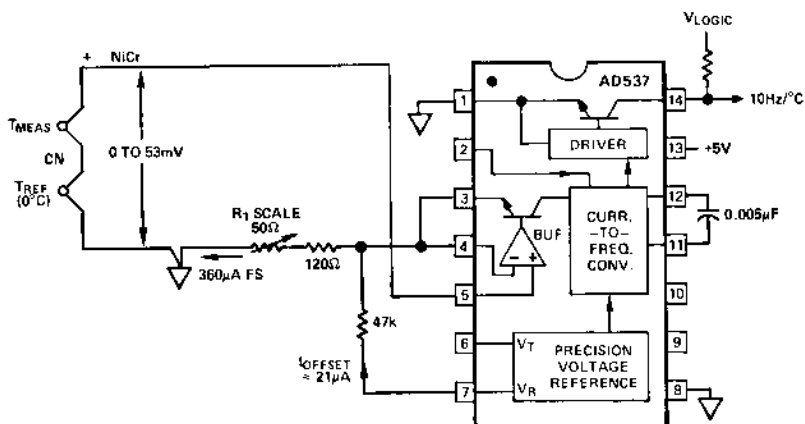 VLOGIC
+ NiCr
AD537
TMEAS
CN
TREF
(0°C)
0 TO 53mV
R1 SCALE
50Ω
120Ω
360µA FS
47k
IOFFSET
≈ 21µA
1
2
3
4
5
6
7
14
13
12
11
10
9
8
10Hz/°C
+5V
0.005µF
DRIVER
BUF
CURR.
-TO-
FREQ.
CONV.
− +
VT
VR
PRECISION
VOLTAGE
REFERENCE